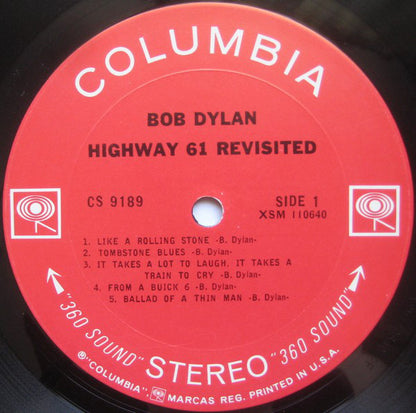 COLUMBIA
BOB DYLAN
HIGHWAY 61 REVISITED
CS 9189
SIDE 1
XSM 110640
1. LIKE A ROLLING STONE -B. Dylan-
2. TOMBSTONE BLUES -B. Dylan-
3. IT TAKES A LOT TO LAUGH, IT TAKES A
TRAIN TO CRY -B. Dylan-
4. FROM A BUICK 6 -B. Dylan-
5. BALLAD OF A THIN MAN -B. Dylan-
"360 SOUND" STEREO "360 SOUND"
® "COLUMBIA", MARCAS REG. PRINTED IN U.S.A.